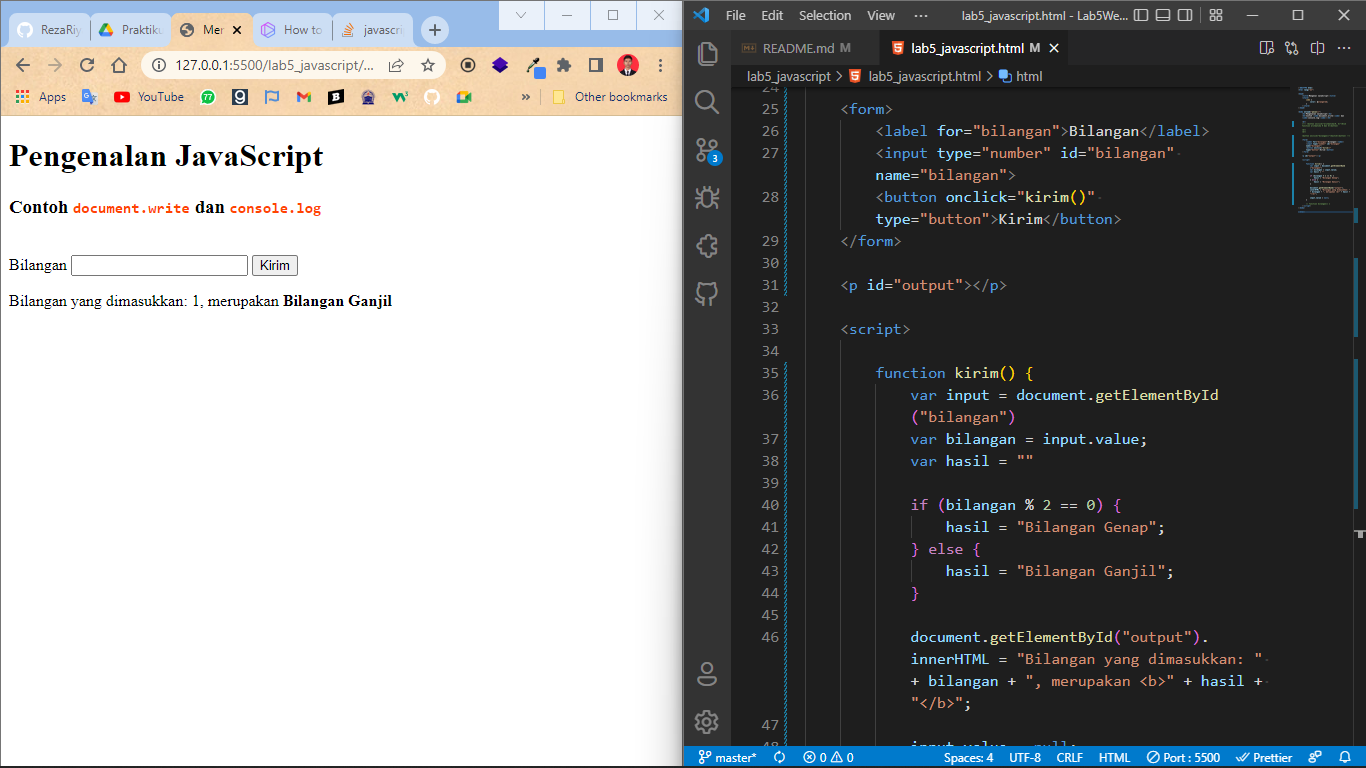 RezaRiy
Praktiku
Mer
How to
javascri
127.0.0.1:5500/lab5_javascript/...
Apps
YouTube
77
Other bookmarks
Pengenalan JavaScript
Contoh document.write dan console.log
Bilangan
Kirim
Bilangan yang dimasukkan: 1, merupakan Bilangan Ganjil
File Edit Selection View ··· lab5_javascript.html - Lab5We...
README.md M
lab5_javascript.html M
lab5_javascript > lab5_javascript.html > html
3
24
25 <form>
26 <label for="bilangan">Bilangan</label>
27 <input type="number" id="bilangan"
name="bilangan">
28 <button onclick="kirim()"
type="button">Kirim</button>
29 </form>
30
31 <p id="output"></p>
32
33 <script>
34
35 function kirim() {
36 var input = document.getElementById
("bilangan")
37 var bilangan = input.value;
38 var hasil = ""
39
40 if (bilangan % 2 == 0) {
41 hasil = "Bilangan Genap";
42 } else {
43 hasil = "Bilangan Ganjil";
44 }
45
46 document.getElementById("output").
innerHTML = "Bilangan yang dimasukkan: "
+ bilangan + ", merupakan <b>" + hasil +
"</b>";
47
48 input.value = null;
master* 0 0 Spaces: 4 UTF-8 CRLF HTML Port : 5500 Prettier